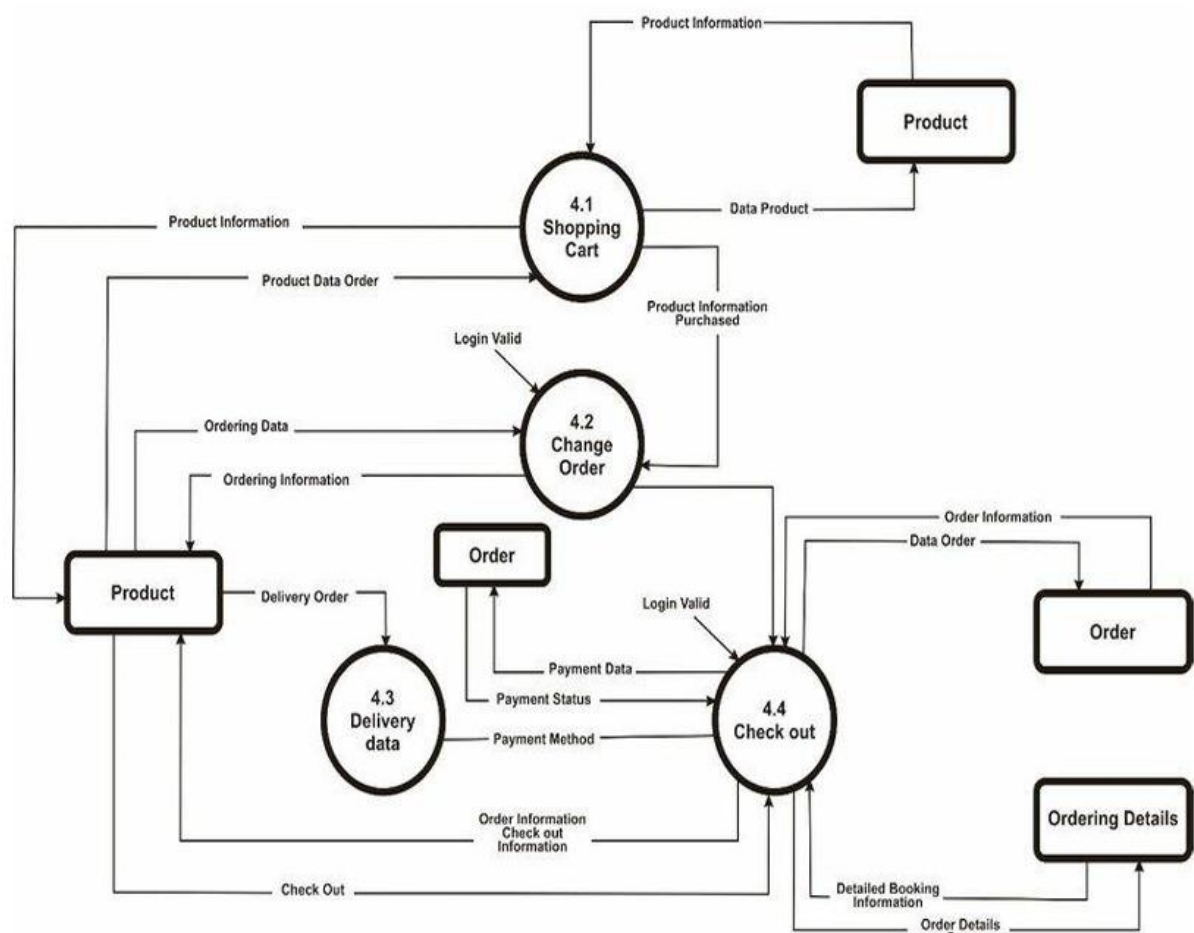 Product Information
Product
4.1
Shopping
Cart
Product Information
Data Product
Product Data Order
Product Information
Purchased
Login Valid
4.2
Change
Order
Ordering Data
Ordering Information
Order Information
Data Order
Order
Product
Delivery Order
Login Valid
Order
Payment Data
Payment Status
4.3
Delivery
data
4.4
Check out
Payment Method
Ordering Details
Order Information
Check out
Information
Check Out
Detailed Booking
Information
Order Details